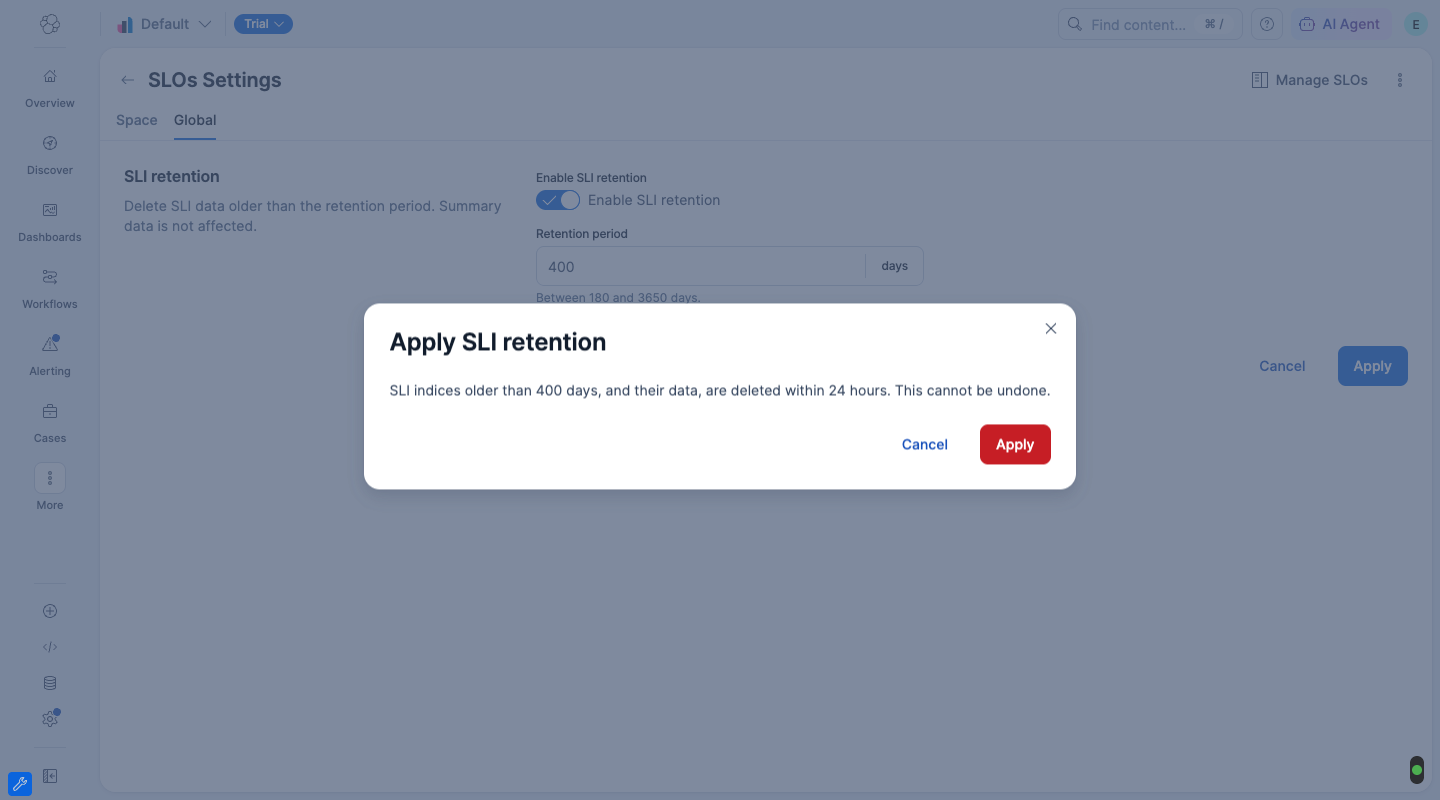 Default
Trial
Find content...
⌘ /
AI Agent
E
SLOs Settings
Manage SLOs
Space
Global
Overview
Discover
Dashboards
Workflows
Alerting
Cases
More
SLI retention
Delete SLI data older than the retention period. Summary
data is not affected.
Enable SLI retention
Enable SLI retention
Retention period
400
days
Between 180 and 3650 days.
Cancel
Apply
Apply SLI retention
SLI indices older than 400 days, and their data, are deleted within 24 hours. This cannot be undone.
Cancel
Apply